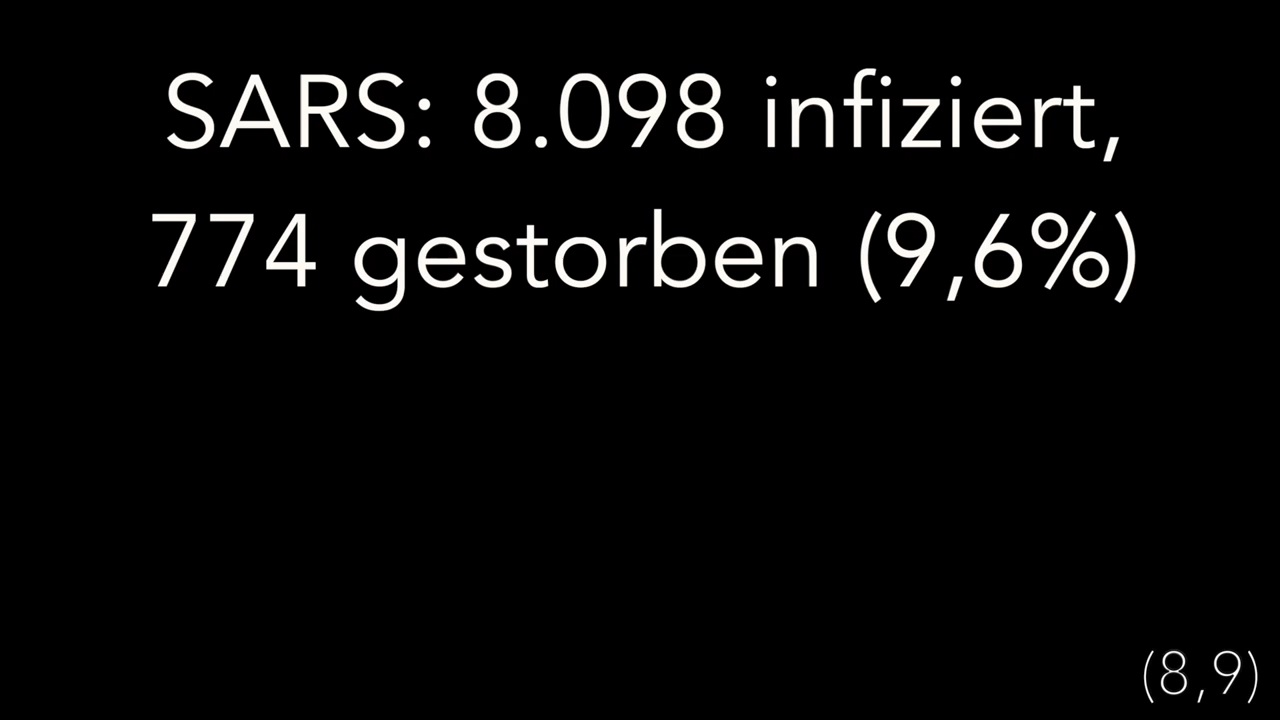 SARS: 8.098 infiziert,
774 gestorben (9,6%)
(8,9)